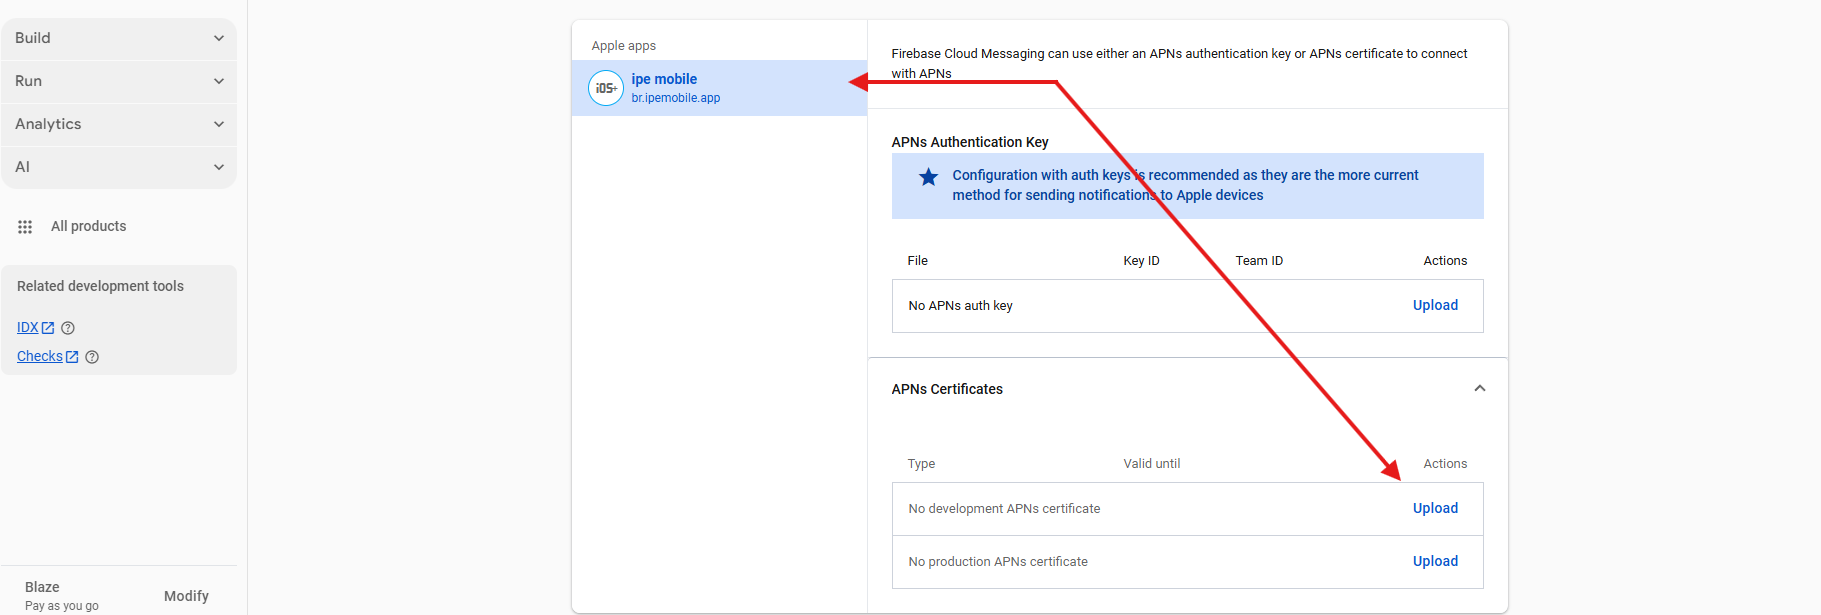 Build
Run
Analytics
AI
All products
Related development tools
IDX
Checks
Blaze
Pay as you go
Modify
Apple apps
iOS+
ipe mobile
br.ipemobile.app
Firebase Cloud Messaging can use either an APNs authentication key or APNs certificate to connect
with APNs
APNs Authentication Key
Configuration with auth keys is recommended as they are the more current
method for sending notifications to Apple devices
File Key ID Team ID Actions
No APNs auth key Upload
APNs Certificates
Type Valid until Actions
No development APNs certificate Upload
No production APNs certificate Upload